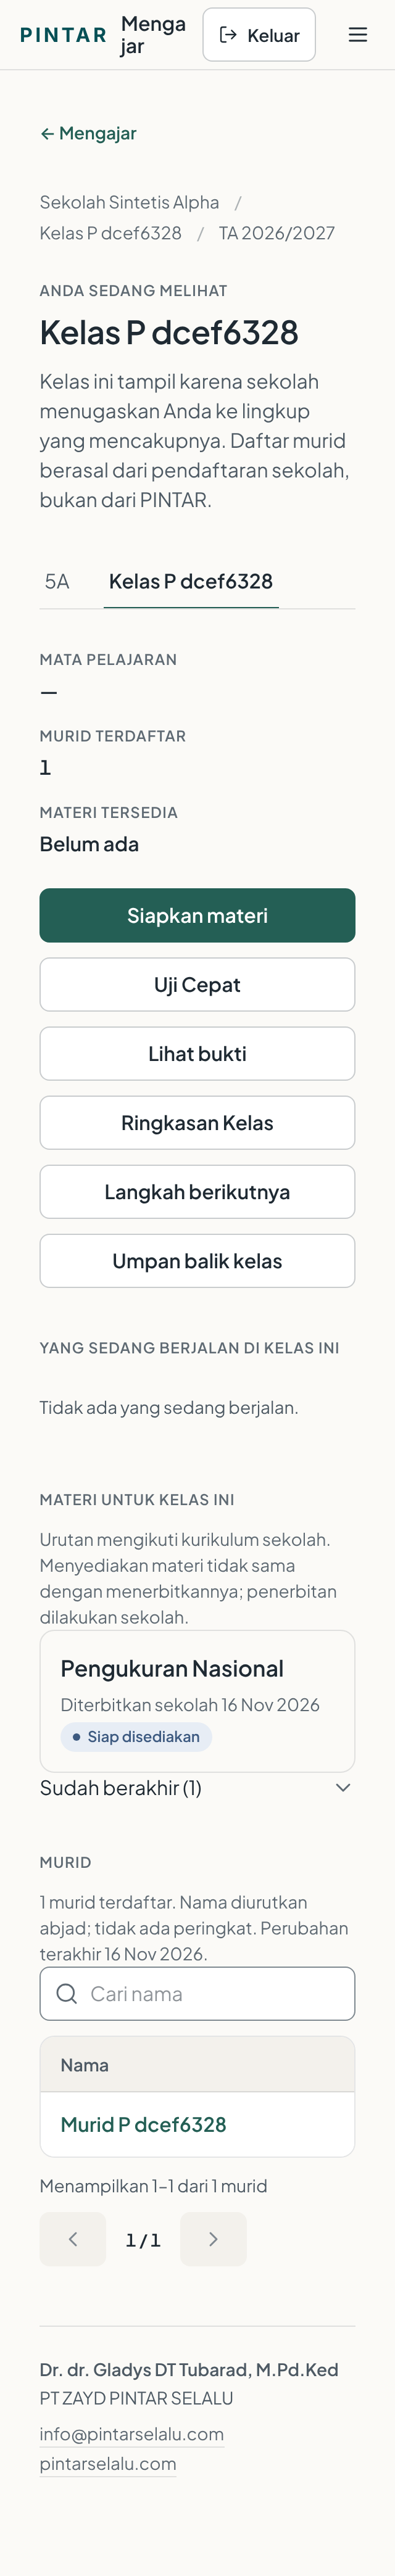 PINTAR
Menga
jar
Keluar
← Mengajar
Sekolah Sintetis Alpha /
Kelas P dcef6328 / TA 2026/2027
ANDA SEDANG MELIHAT
Kelas P dcef6328
Kelas ini tampil karena sekolah
menugaskan Anda ke lingkup
yang mencakupnya. Daftar murid
berasal dari pendaftaran sekolah,
bukan dari PINTAR.
5A Kelas P dcef6328
MATA PELAJARAN
—
MURID TERDAFTAR
1
MATERI TERSEDIA
Belum ada
Siapkan materi
Uji Cepat
Lihat bukti
Ringkasan Kelas
Langkah berikutnya
Umpan balik kelas
YANG SEDANG BERJALAN DI KELAS INI
Tidak ada yang sedang berjalan.
MATERI UNTUK KELAS INI
Urutan mengikuti kurikulum sekolah.
Menyediakan materi tidak sama
dengan menerbitkannya; penerbitan
dilakukan sekolah.
Pengukuran Nasional
Diterbitkan sekolah 16 Nov 2026
Siap disediakan
Sudah berakhir (1)
MURID
1 murid terdaftar. Nama diurutkan
abjad; tidak ada peringkat. Perubahan
terakhir 16 Nov 2026.
Cari nama
Nama
Murid P dcef6328
Menampilkan 1–1 dari 1 murid
1 / 1
Dr. dr. Gladys DT Tubarad, M.Pd.Ked
PT ZAYD PINTAR SELALU
info@pintarselalu.com
pintarselalu.com